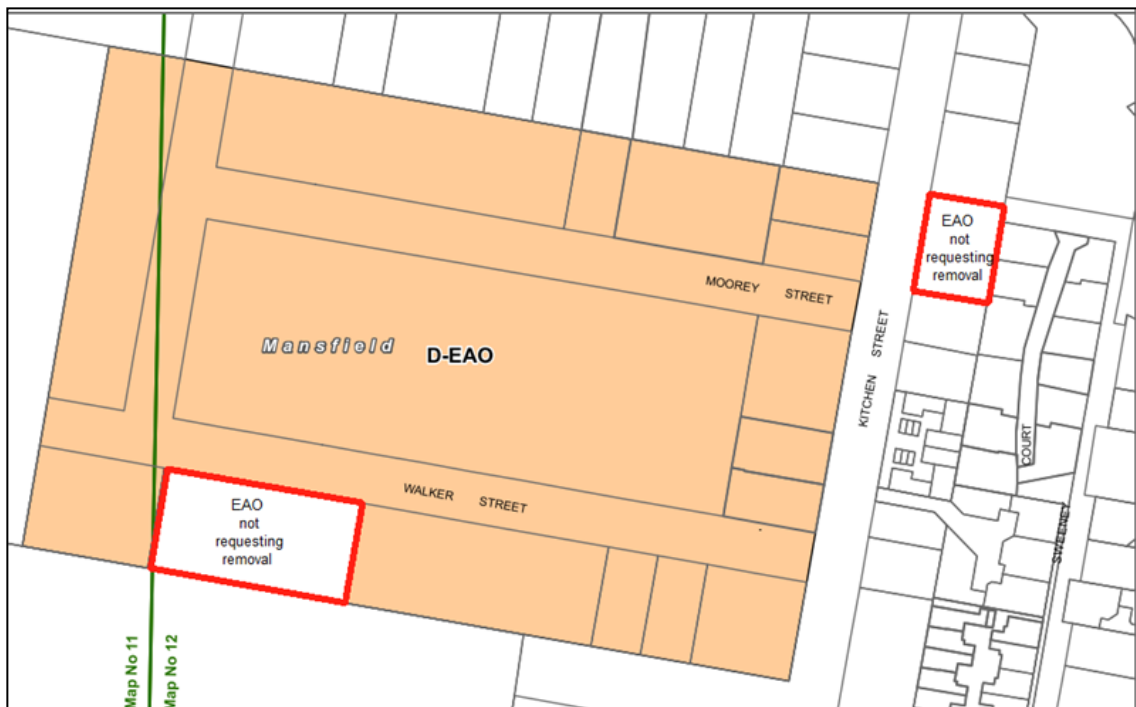 EAO
not
requesting
removal
MOOREY STREET
KITCHEN STREET
Mansfield
D-EAO
COURT
WALKER STREET
EAO
not
requesting
removal
SWEENEY
Map No 11
Map No 12